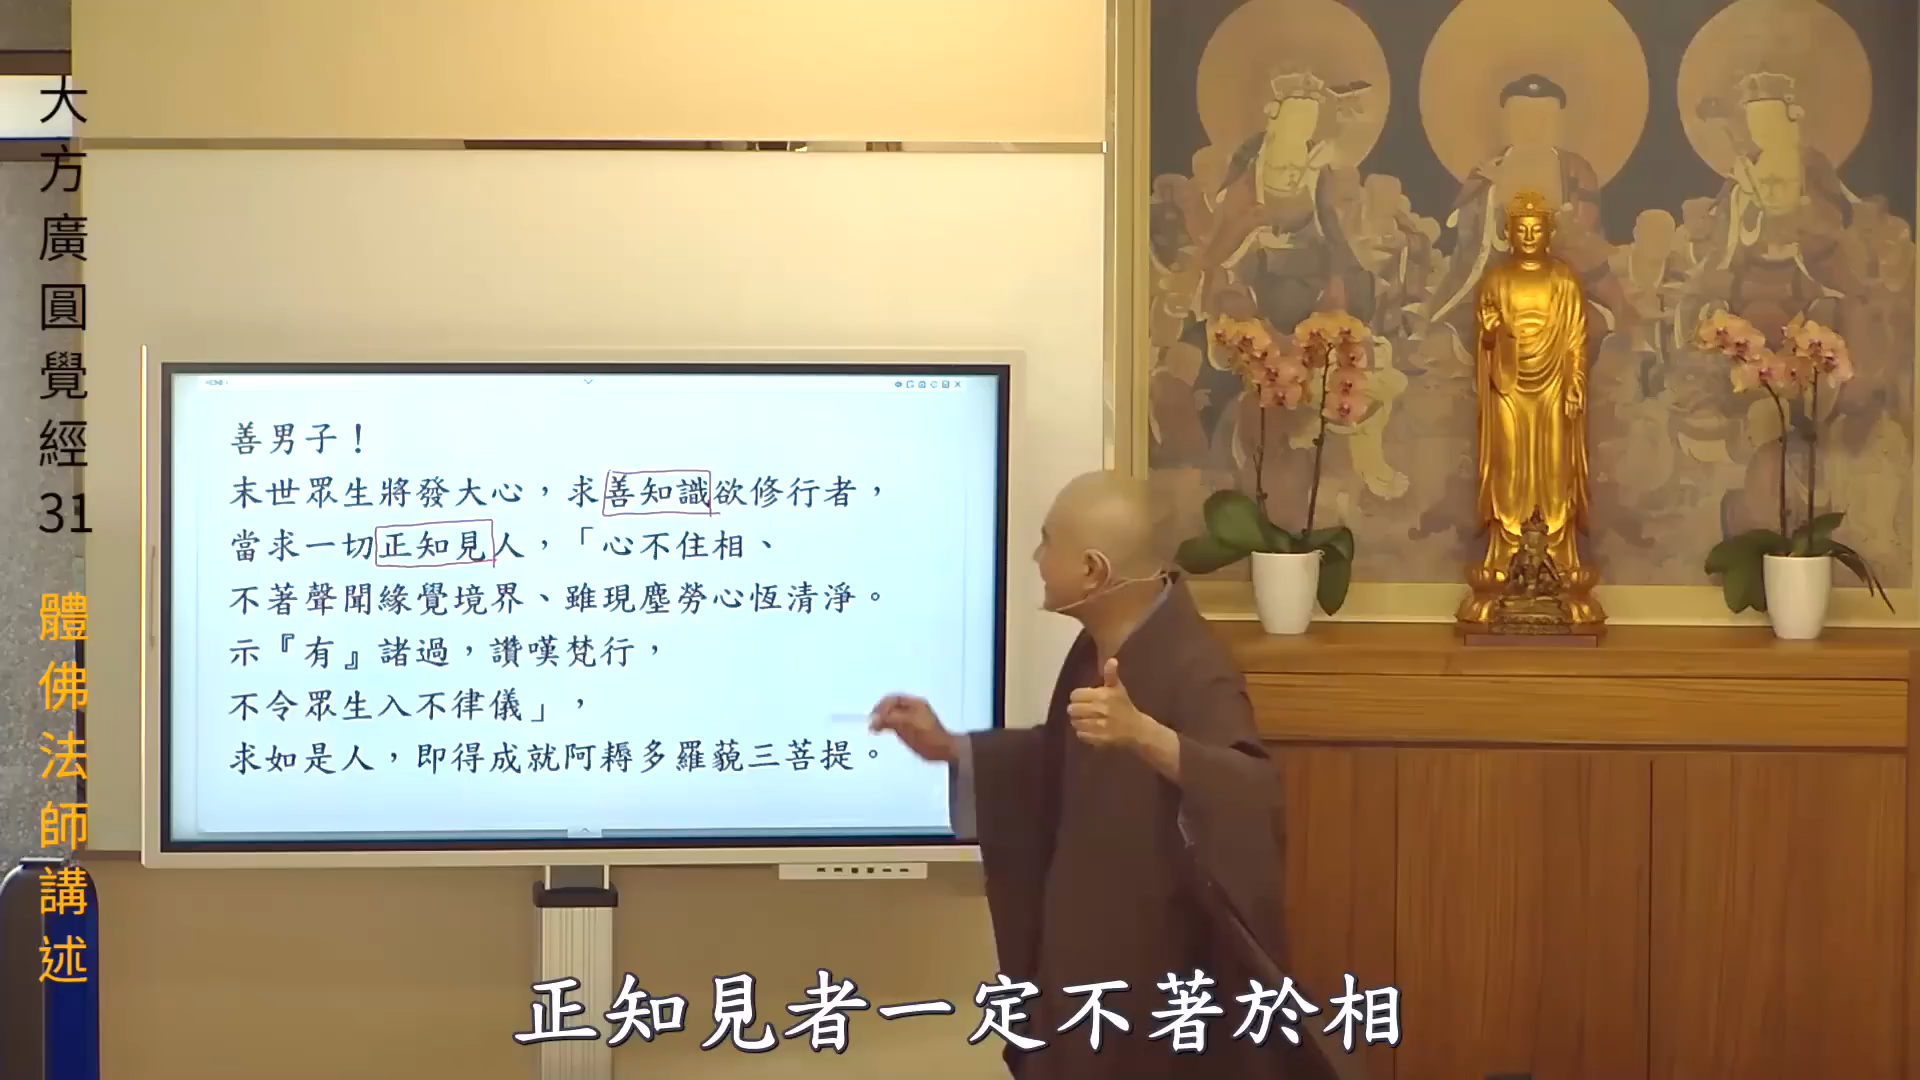 大方廣圓覺經31 體佛法師講述
善男子！
末世眾生將發大心，求善知識欲修行者，
當求一切正知見人，「心不住相、
不著聲聞緣覺境界、雖現塵勞心恆清淨。
示『有』諸過，讚嘆梵行，
不令眾生入不律儀」，
求如是人，即得成就阿耨多羅藐三菩提。
正知見者一定不著於相